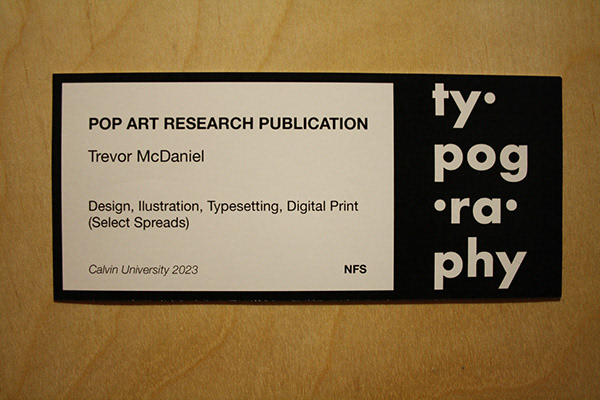 POP ART RESEARCH PUBLICATION
Trevor McDaniel
Design, Ilustration, Typesetting, Digital Print
(Select Spreads)
Calvin University 2023
NFS
ty•
pog
•ra•
phy